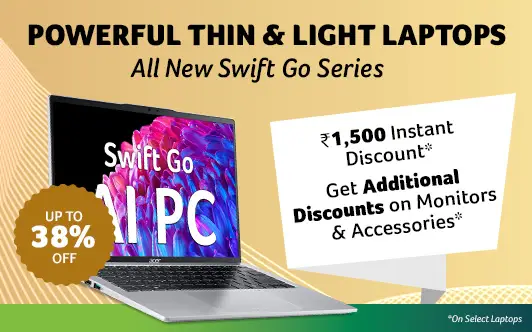 POWERFUL THIN & LIGHT LAPTOPS
All New Swift Go Series
Swift Go
AI PC
acer
UP TO
38%
OFF
₹1,500 Instant
Discount*
Get Additional
Discounts on Monitors
& Accessories*
*On Select Laptops